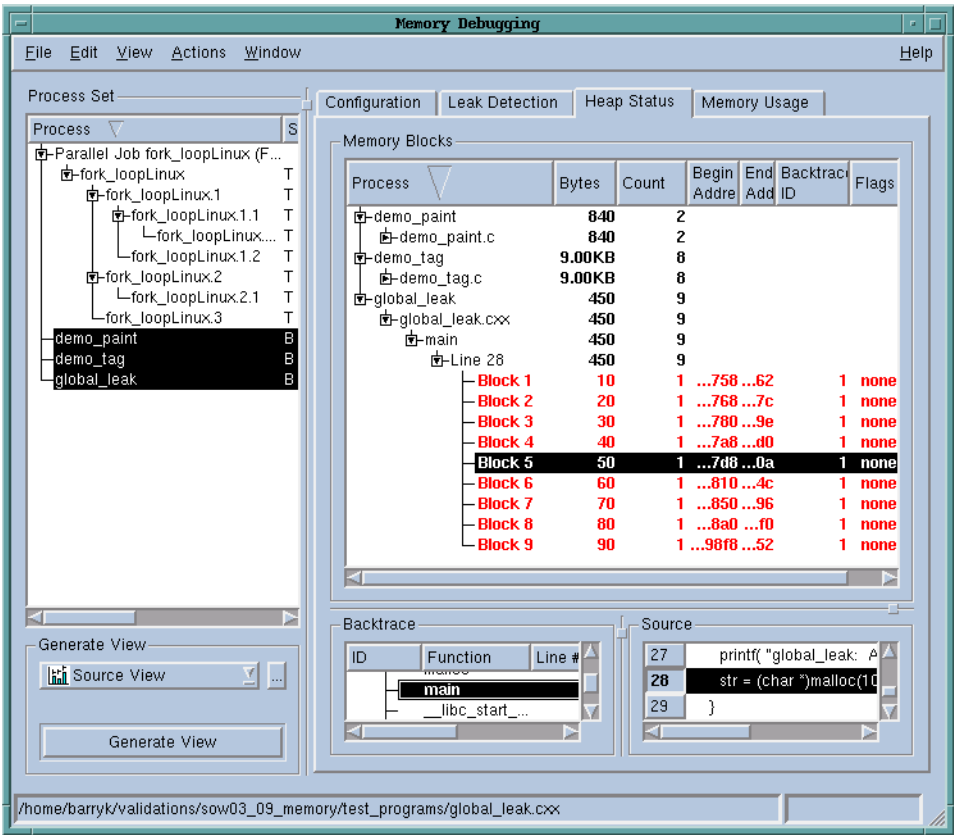 Memory Debugging
File Edit View Actions Window Help
Process Set
Process S
Parallel Job fork_loopLinux (F...
fork_loopLinux T
fork_loopLinux.1 T
fork_loopLinux.1.1 T
fork_loopLinux.... T
fork_loopLinux.1.2 T
fork_loopLinux.2 T
fork_loopLinux.2.1 T
fork_loopLinux.3 T
demo_paint B
demo_tag B
global_leak B
Generate View
Source View ...
Generate View
Configuration Leak Detection Heap Status Memory Usage
Memory Blocks
Process Bytes Count Begin Addre End Add Backtrac ID Flags
demo_paint 840 2
demo_paint.c 840 2
demo_tag 9.00KB 8
demo_tag.c 9.00KB 8
global_leak 450 9
global_leak.cxx 450 9
main 450 9
Line 28 450 9
Block 1 10 1 ...758 ...62 1 none
Block 2 20 1 ...768 ...7c 1 none
Block 3 30 1 ...780 ...9e 1 none
Block 4 40 1 ...7a8 ...d0 1 none
Block 5 50 1 ...7d8 ...0a 1 none
Block 6 60 1 ...810 ...4c 1 none
Block 7 70 1 ...850 ...96 1 none
Block 8 80 1 ...8a0 ...f0 1 none
Block 9 90 1 ...98f8 ...52 1 none
Backtrace
ID Function Line #
main
__libc_start_...
Source
27 printf( "global_leak: A
28 str = (char *)malloc(10
29 }
/home/barryk/validations/sow03_09_memory/test_programs/global_leak.cxx